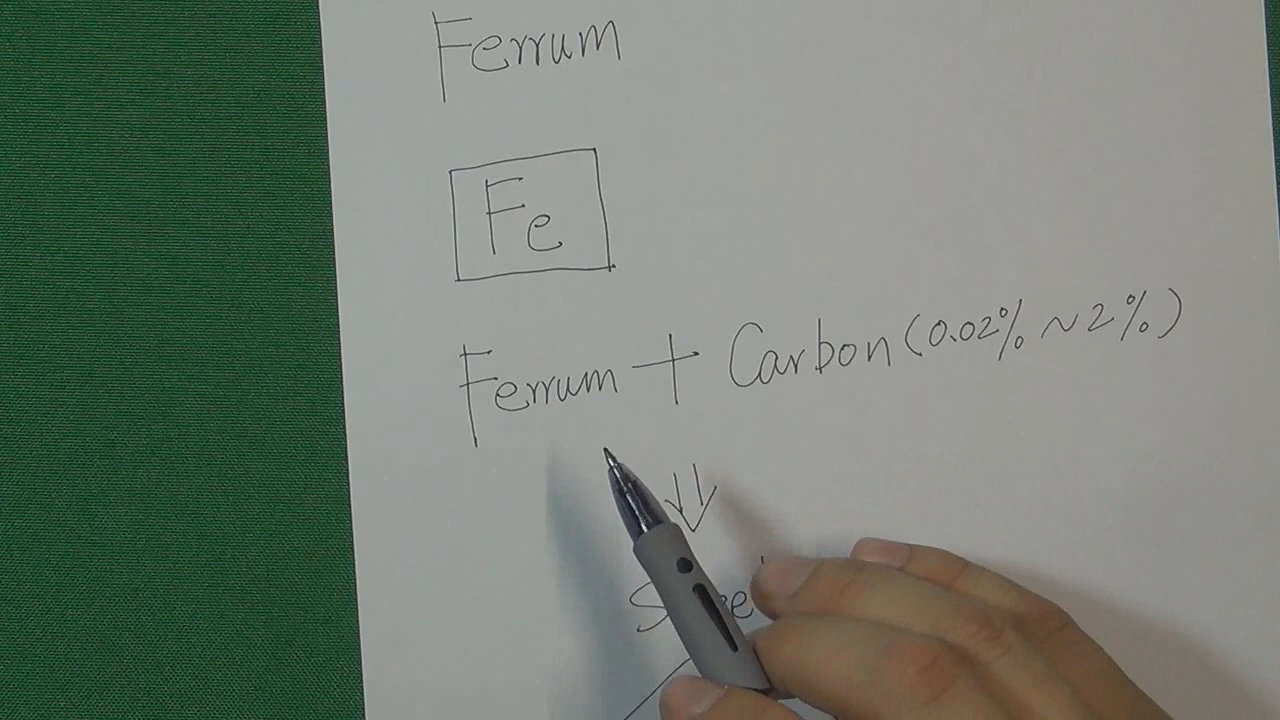 Ferrum
Fe
Ferrum + Carbon (0.02% ~ 2%)
⇓